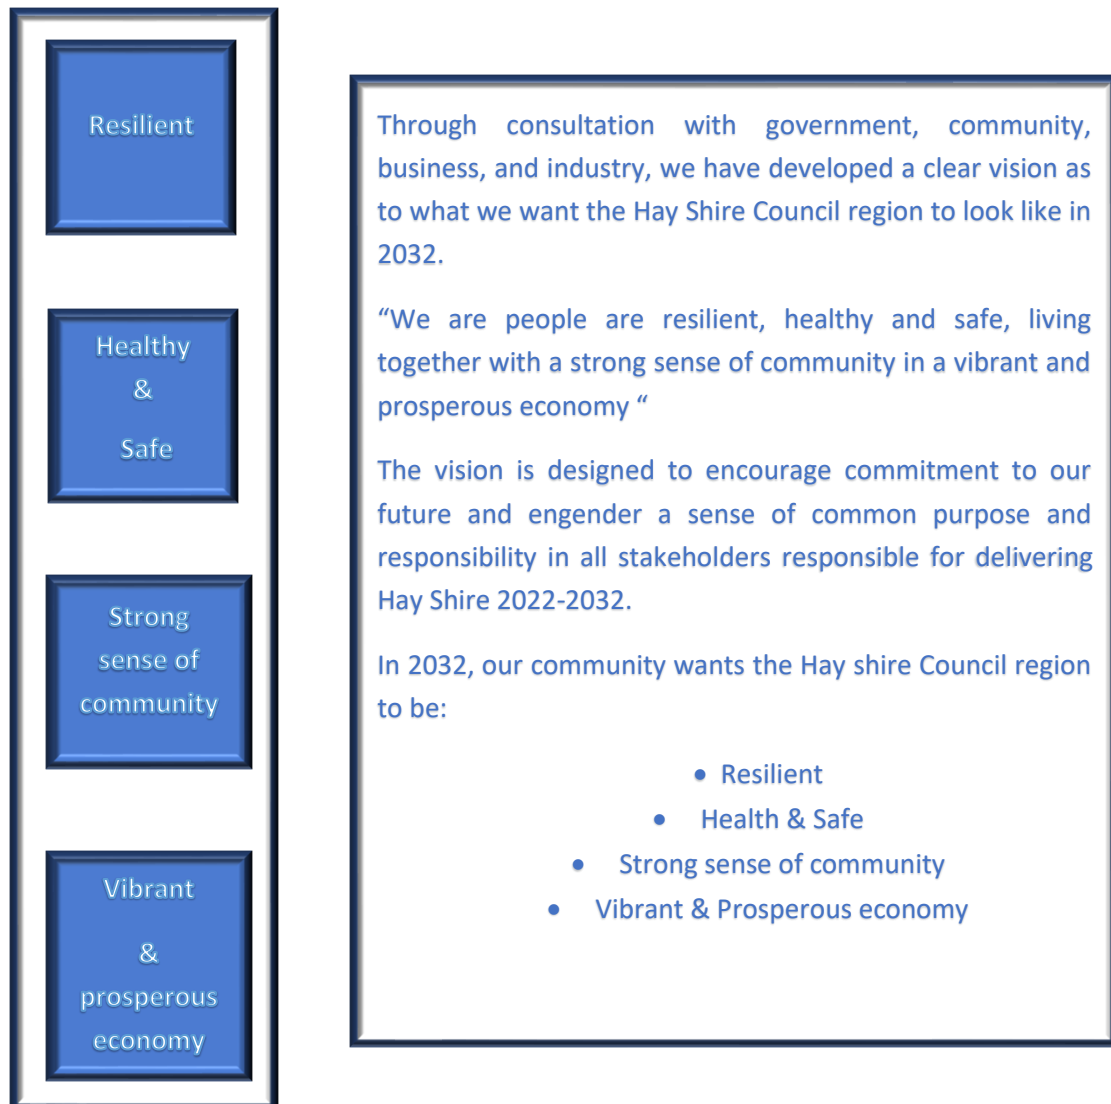 Resilient
Healthy
&
Safe
Strong
sense of
community
Vibrant
&
prosperous
economy
Through consultation with government, community,
business, and industry, we have developed a clear vision as
to what we want the Hay Shire Council region to look like in
2032.
“We are people are resilient, healthy and safe, living
together with a strong sense of community in a vibrant and
prosperous economy “
The vision is designed to encourage commitment to our
future and engender a sense of common purpose and
responsibility in all stakeholders responsible for delivering
Hay Shire 2022-2032.
In 2032, our community wants the Hay shire Council region
to be:
• Resilient
• Health & Safe
• Strong sense of community
• Vibrant & Prosperous economy